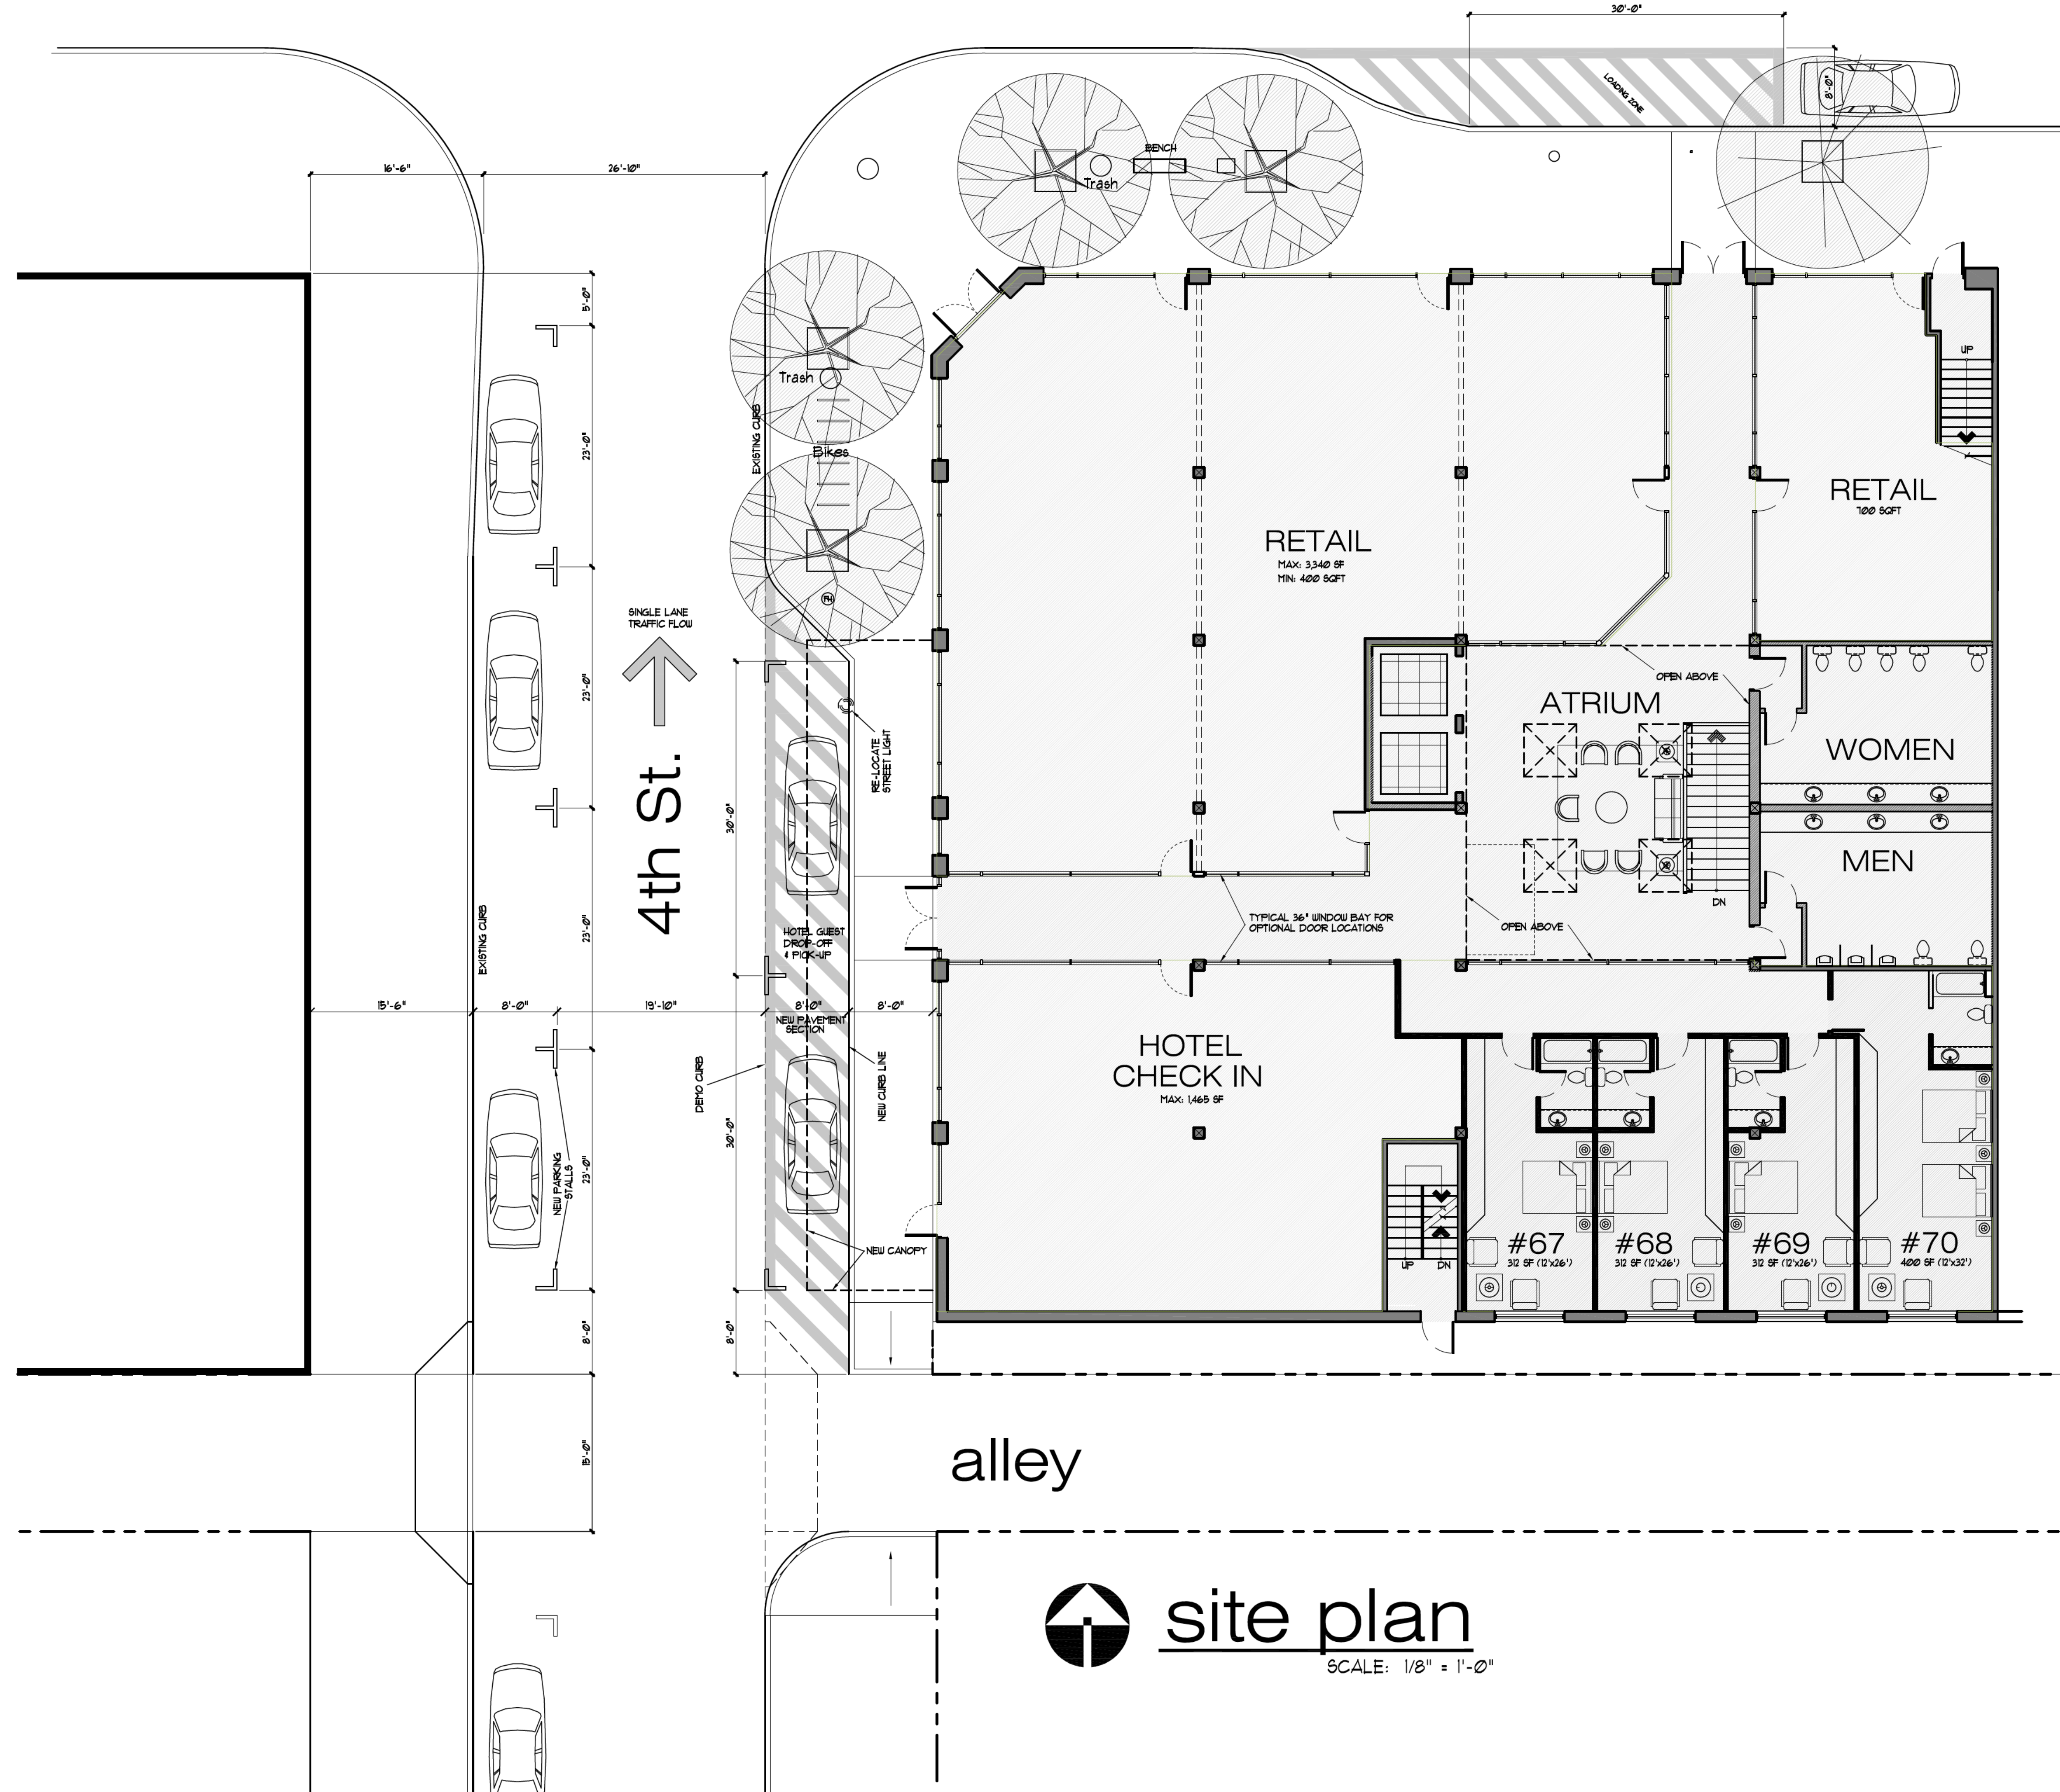 30'-0"
LOADING ZONE
8'-0"
16'-6"
26'-10"
BENCH
Trash
5'-0"
Trash
EXISTING CURB
Bikes
23'-0"
UP
RETAIL
700 SQFT
RETAIL
MAX: 3,340 SF
MIN: 400 SQFT
FH
SINGLE LANE
TRAFFIC FLOW
23'-0"
OPEN ABOVE
ATRIUM
WOMEN
RE-LOCATE
STREET LIGHT
4th St.
30'-0"
MEN
DN
23'-0"
EXISTING CURB
HOTEL GUEST
DROP-OFF
& PICK-UP
TYPICAL 36" WINDOW BAY FOR
OPTIONAL DOOR LOCATIONS
OPEN ABOVE
15'-6"
8'-0"
19'-10"
8'-0"
8'-0"
NEW PAVEMENT
SECTION
DEMO CURB
NEW CURB LINE
HOTEL
CHECK IN
MAX: 1,465 SF
30'-0"
NEW PARKING
STALLS
23'-0"
NEW CANOPY
UP
DN
#67
312 SF (12'x26')
#68
312 SF (12'x26')
#69
312 SF (12'x26')
#70
400 SF (12'x32')
8'-0"
8'-0"
15'-0"
alley
site plan
SCALE: 1/8" = 1'-0"